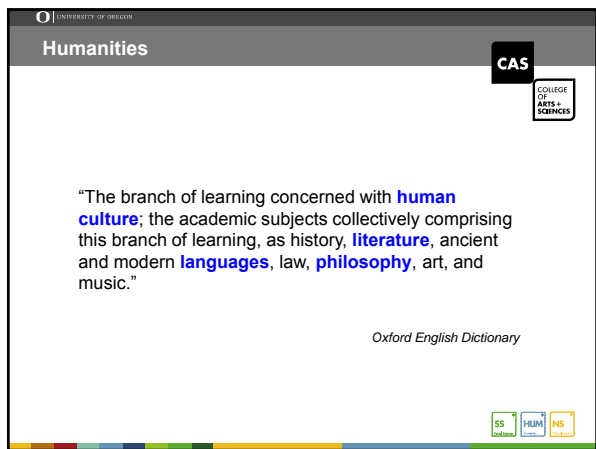 O UNIVERSITY OF OREGON
Humanities
CAS
COLLEGE
OF
ARTS +
SCIENCES
“The branch of learning concerned with human
culture; the academic subjects collectively comprising
this branch of learning, as history, literature, ancient
and modern languages, law, philosophy, art, and
music.”
Oxford English Dictionary
SS HUM NS